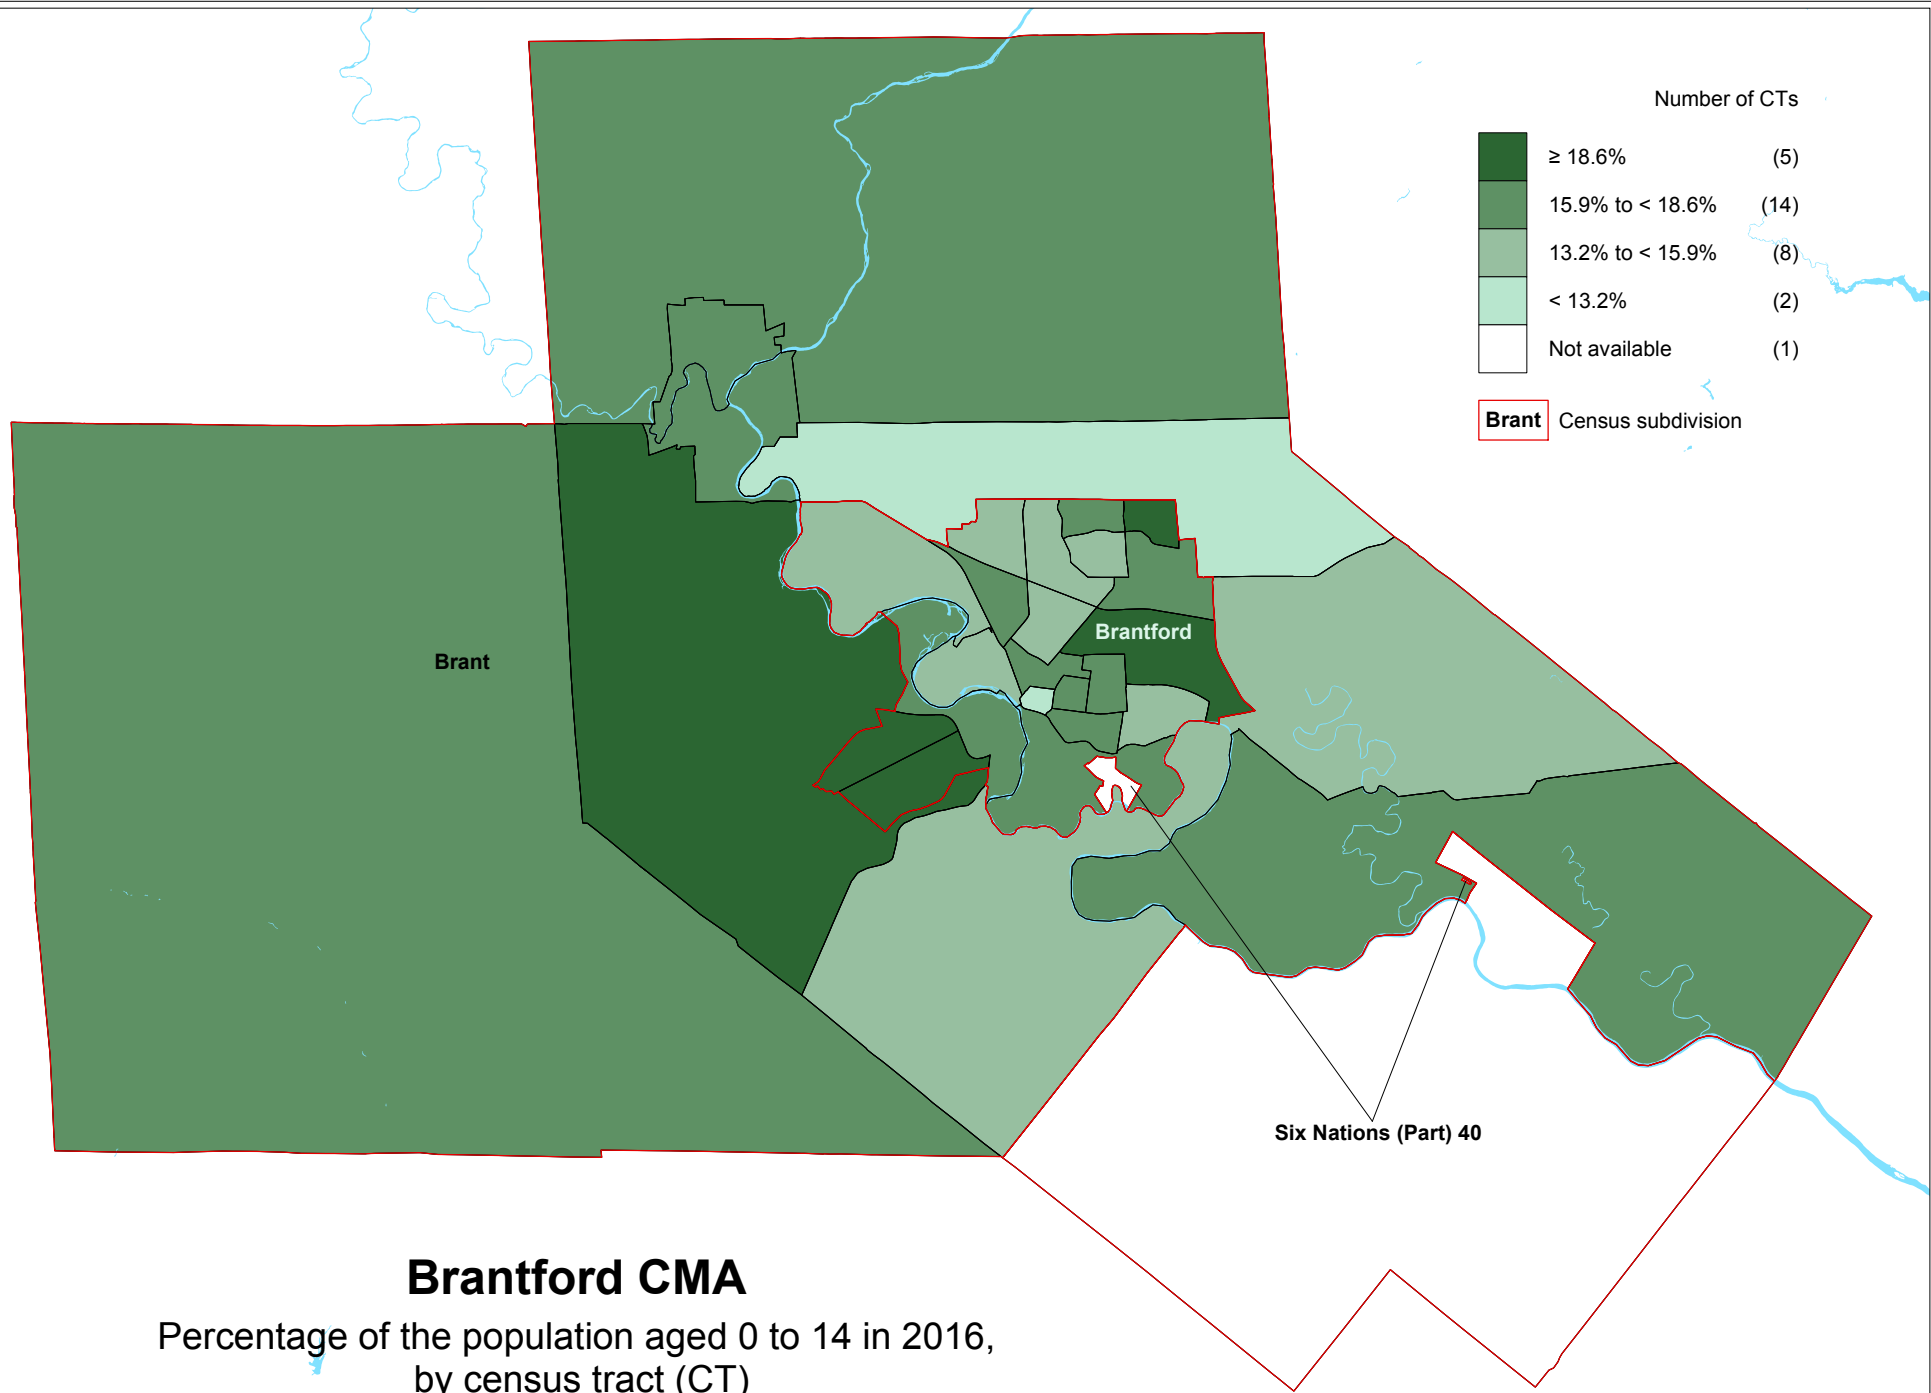 Number of CTs
≥ 18.6% (5)
15.9% to < 18.6% (14)
13.2% to < 15.9% (8)
< 13.2% (2)
Not available (1)
Brant Census subdivision
Brantford
Brant
Six Nations (Part) 40
Brantford CMA
Percentage of the population aged 0 to 14 in 2016,
by census tract (CT)